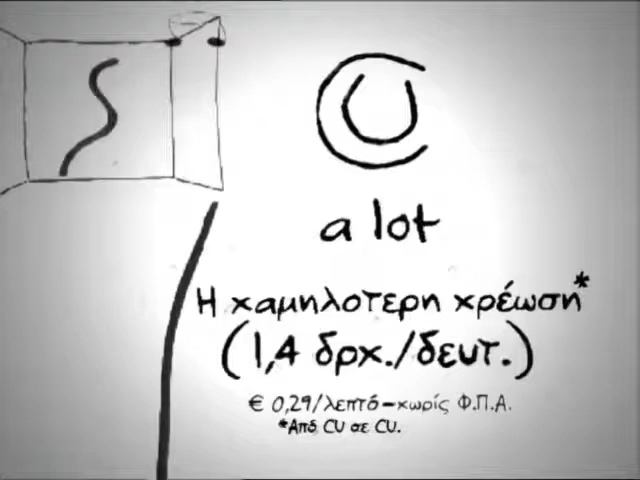 CU
a lot
Η χαμηλοτερη χρέωση*
(1,4 δρχ./δευτ.)
€ 0,29/λεπτό-χωρίς Φ.Π.Α.
*Από CU σε CU.